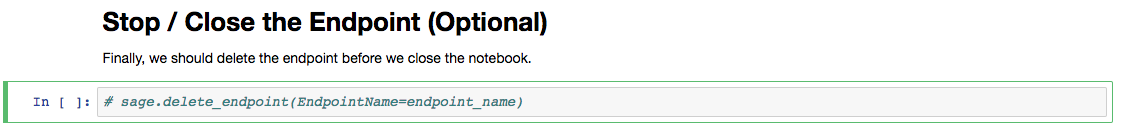 Stop / Close the Endpoint (Optional)
Finally, we should delete the endpoint before we close the notebook.
In [ ]: # sage.delete_endpoint(EndpointName=endpoint_name)